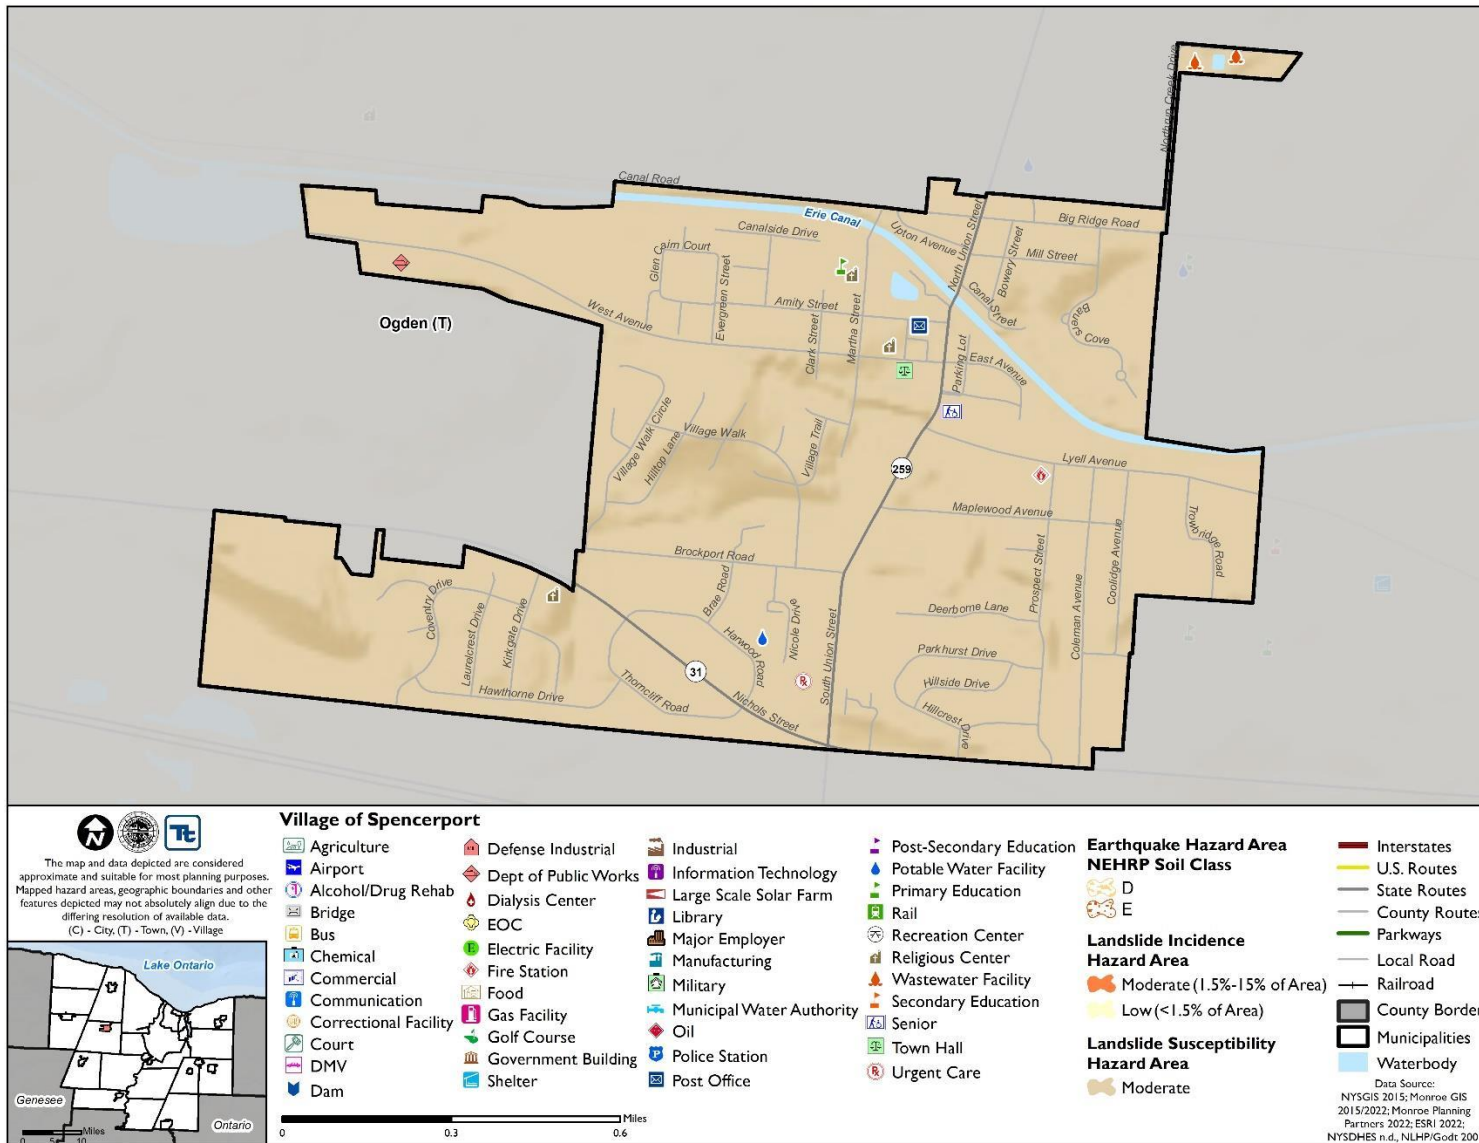 Northrup Creek Drive
Canal Road
Erie Canal
Canalside Drive
Upton Avenue
North Union Street
Big Ridge Road
Bowery Street
Mill Street
Glen Cairn Court
Evergreen Street
Amity Street
Canal Street
Bauers Cove
West Avenue
Clark Street
Martha Street
Ogden (T)
Parking Lot
East Avenue
Village Walk Circle
Hilltop Lane
Village Walk
Village Trail
259
Lyell Avenue
Maplewood Avenue
Trowbridge Road
Brockport Road
Prospect Street
Coolidge Avenue
Coleman Avenue
Coventry Drive
Laurelcrest Drive
Kirkgate Drive
Brae Road
Harwood Road
Nicole Drive
South Union Street
Deerborne Lane
Parkhurst Drive
Hillside Drive
Hillcrest Drive
31
Hawthorne Drive
Thorncliff Road
Nichols Street
N
Tt
The map and data depicted are considered
approximate and suitable for most planning purposes.
Mapped hazard areas, geographic boundaries and other
features depicted may not absolutely align due to the
differing resolution of available data.
(C) - City, (T) - Town, (V) - Village
Lake Ontario
Genesee
Ontario
Miles
0 5 10
Village of Spencerport
Agriculture
Airport
Alcohol/Drug Rehab
Bridge
Bus
Chemical
Commercial
Communication
Correctional Facility
Court
DMV
Dam
Defense Industrial
Dept of Public Works
Dialysis Center
EOC
Electric Facility
Fire Station
Food
Gas Facility
Golf Course
Government Building
Shelter
Industrial
Information Technology
Large Scale Solar Farm
Library
Major Employer
Manufacturing
Military
Municipal Water Authority
Oil
Police Station
Post Office
Post-Secondary Education
Potable Water Facility
Primary Education
Rail
Recreation Center
Religious Center
Wastewater Facility
Secondary Education
Senior
Town Hall
Urgent Care
Miles
0 0.3 0.6
Earthquake Hazard Area
NEHRP Soil Class
D
E
Landslide Incidence
Hazard Area
Moderate (1.5%-15% of Area)
Low (<1.5% of Area)
Landslide Susceptibility
Hazard Area
Moderate
Interstates
U.S. Routes
State Routes
County Routes
Parkways
Local Road
Railroad
County Border
Municipalities
Waterbody
Data Source:
NYSGIS 2015; Monroe GIS
2015/2022; Monroe Planning
Partners 2022; ESRI 2022;
NYSDHES n.d., NLHP/Godt 200